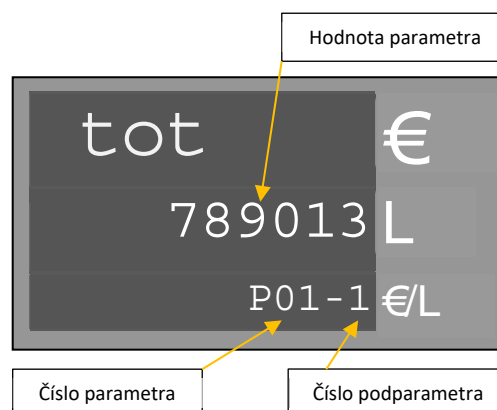 Hodnota parametra
tot €
789013 L
P01-1 €/L
Číslo parametra
Číslo podparametra